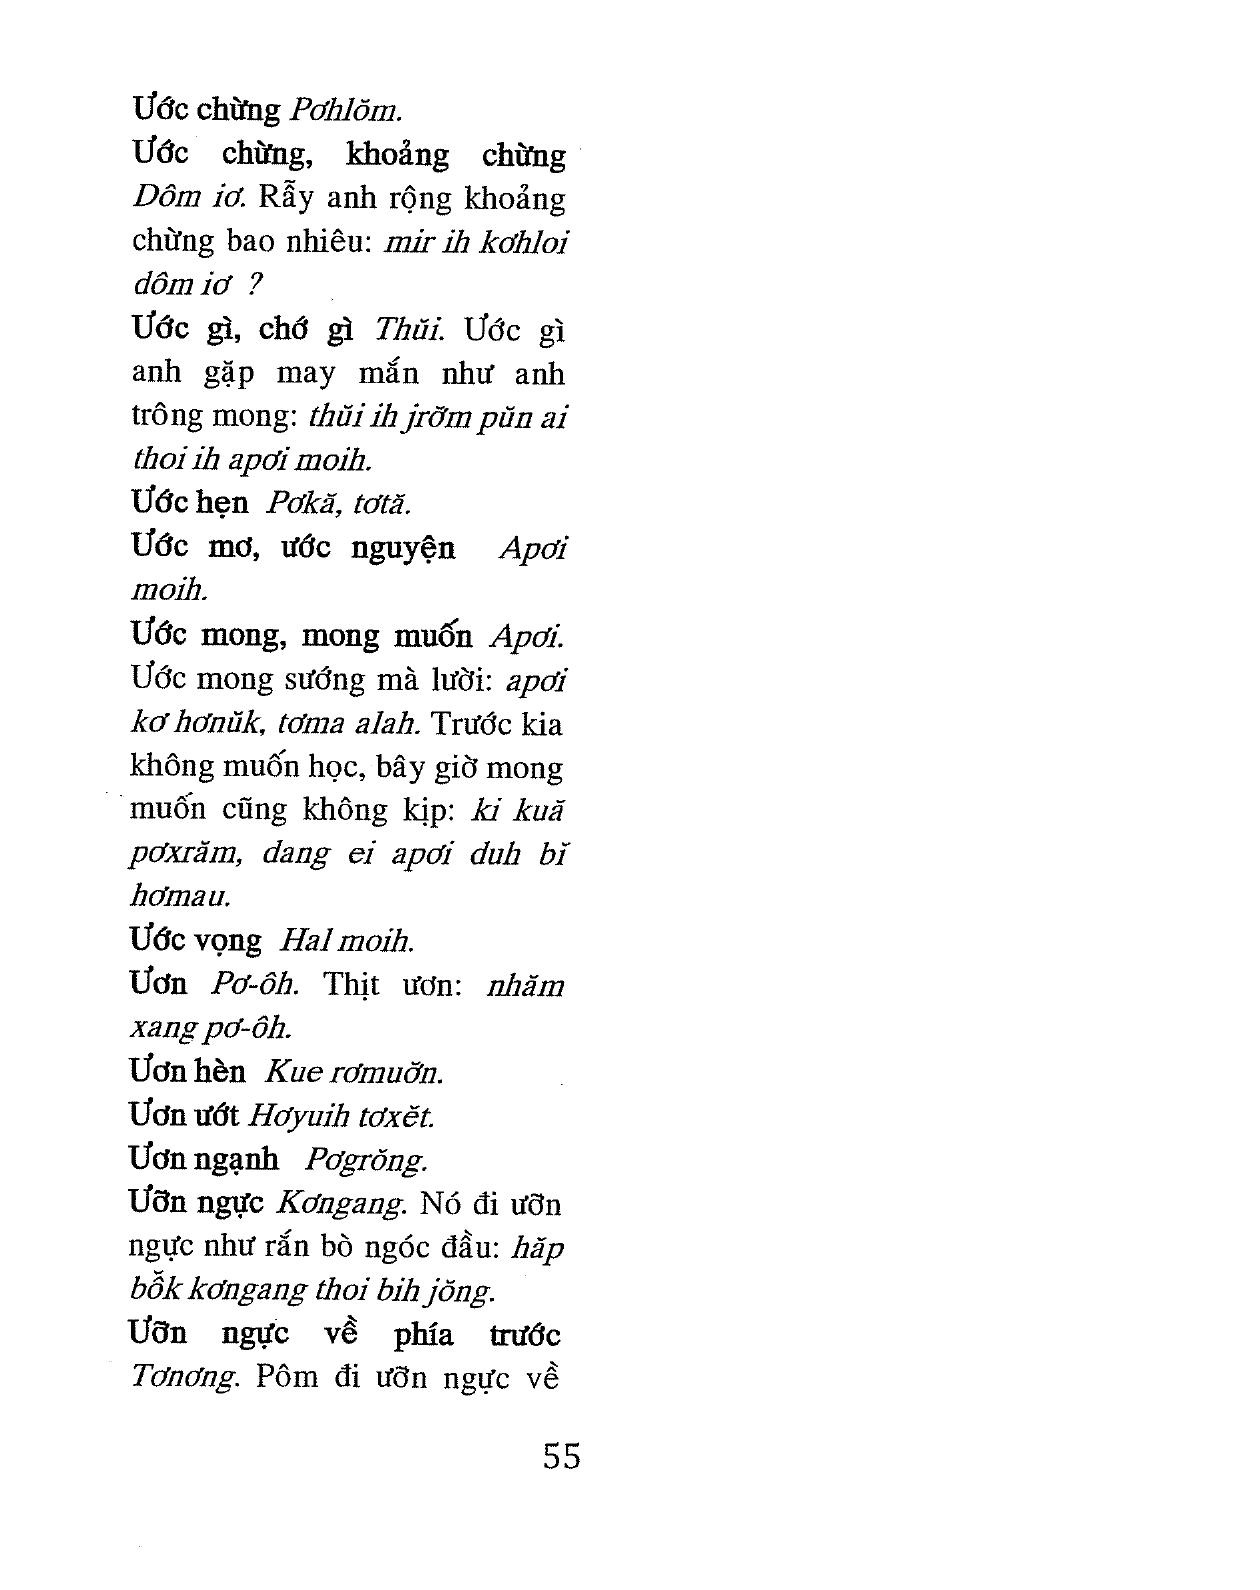 Ước chừng Pơhlŏm.
Ước chừng, khoảng chừng
Dôm iơ. Rẫy anh rộng khoảng
chừng bao nhiêu: mir ih kơhloi
dôm iơ ?
Ước gì, chớ gì Thŭi. Ước gì
anh gặp may mắn như anh
trông mong: thŭi ih jrơ̆m pŭn ai
thoi ih apơi moih.
Ước hẹn Pơkă, tơtă.
Ước mơ, ước nguyện Apơi
moih.
Ước mong, mong muốn Apơi.
Ước mong sướng mà lười: apơi
kơ hơnŭk, tơma alah. Trước kia
không muốn học, bây giờ mong
muốn cũng không kịp: ki kuă
pơxrăm, dang ei apơi duh bĭ
hơmau.
Ước vọng Hal moih.
Ươn Pơ-ôh. Thịt ươn: nhăm
xang pơ-ôh.
Ươn hèn Kue rơmuơ̆n.
Ươn ướt Hơyuih tơxĕt.
Ươn ngạnh Pơgrŏng.
Ưỡn ngực Kơngang. Nó đi ưỡn
ngực như rắn bò ngóc đầu: hăp
bô̆k kơngang thoi bih jŏng.
Ưỡn ngực về phía trước
Tơnơng. Pôm đi ưỡn ngực về
55